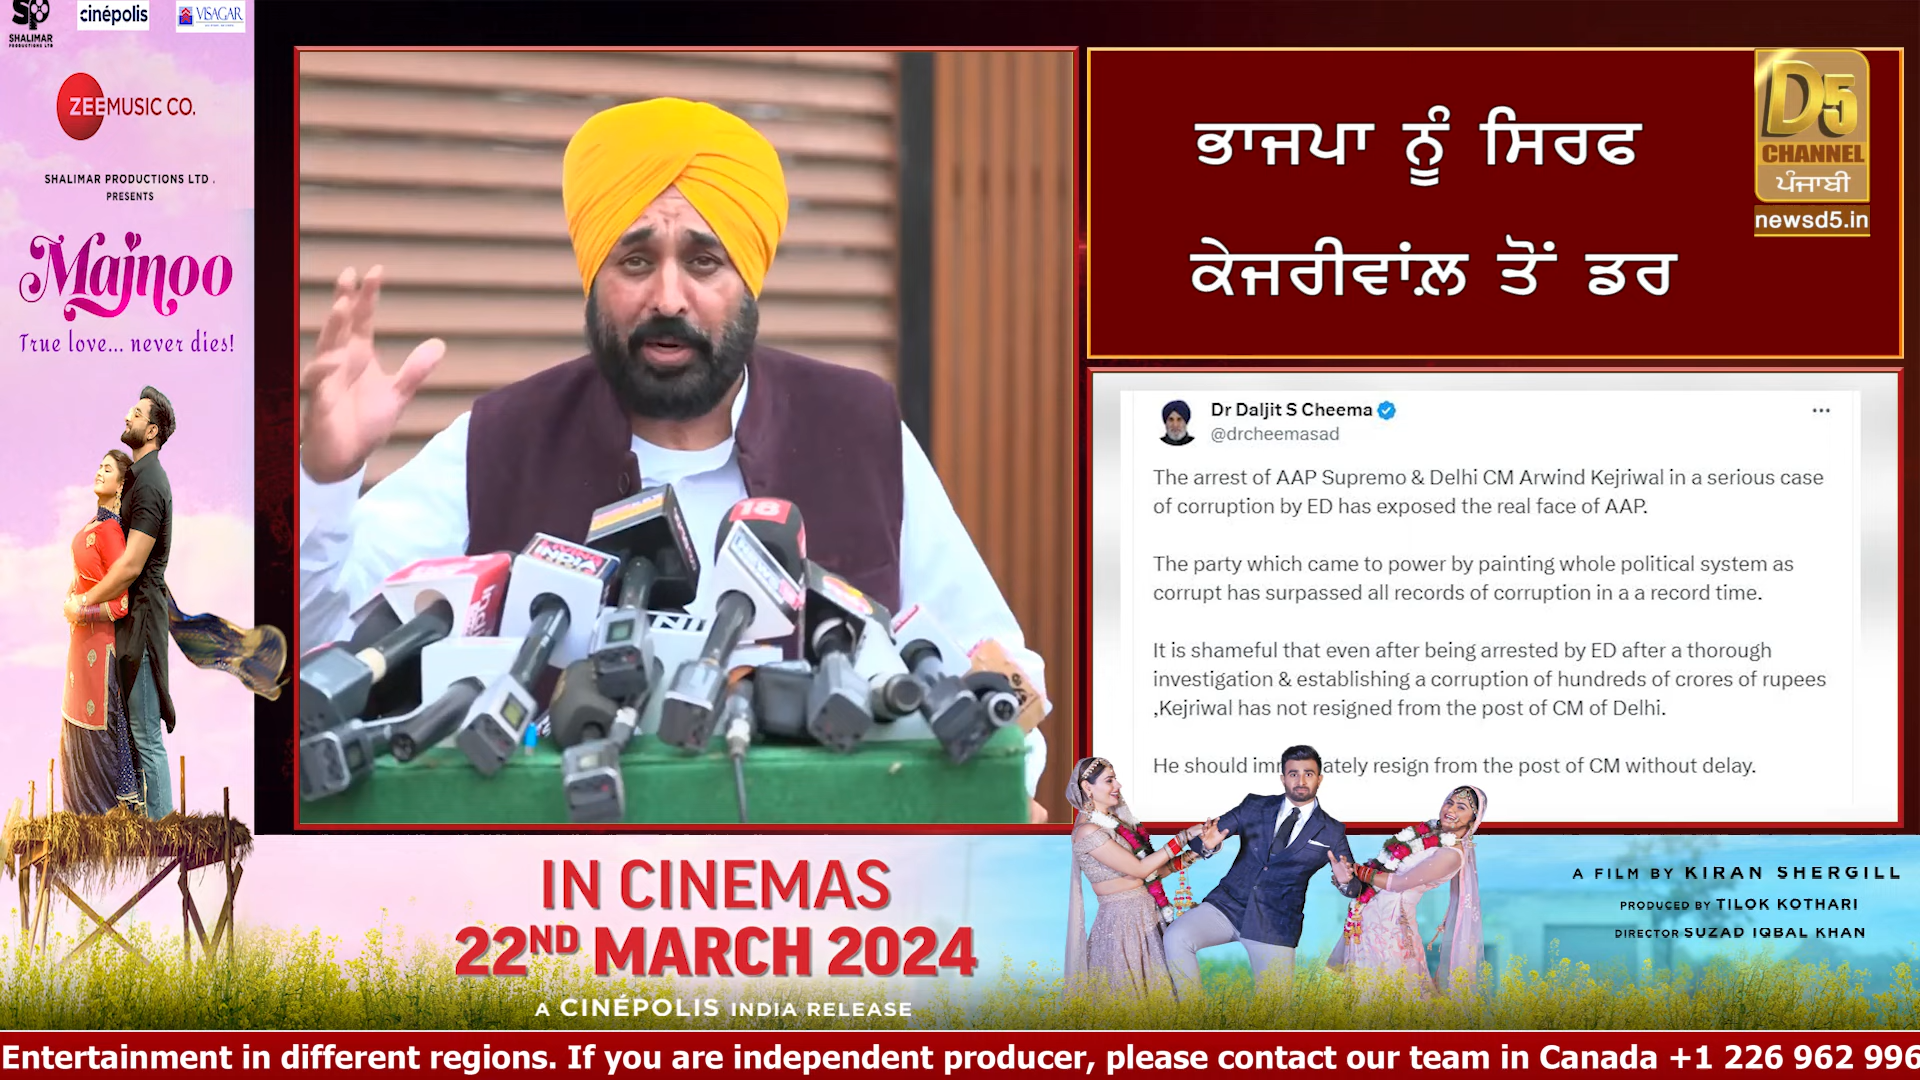 SP
SHALIMAR
PRODUCTIONS LTD
cinépolis
VISAGAR
ZEEMUSIC CO.
SHALIMAR PRODUCTIONS LTD .
PRESENTS
Majnoo
True love... never dies!
18
NEWS
INDIA
ANI
ਭਾਜਪਾ ਨੂੰ ਸਿਰਫ
ਕੇਜਰੀਵਾਂਲ਼ ਤੋਂ ਡਰ
D5
CHANNEL
ਪੰਜਾਬੀ
newsd5.in
Dr Daljit S Cheema
@drcheemasad
The arrest of AAP Supremo & Delhi CM Arwind Kejriwal in a serious case
of corruption by ED has exposed the real face of AAP.
The party which came to power by painting whole political system as
corrupt has surpassed all records of corruption in a a record time.
It is shameful that even after being arrested by ED after a thorough
investigation & establishing a corruption of hundreds of crores of rupees
,Kejriwal has not resigned from the post of CM of Delhi.
He should imm ately resign from the post of CM without delay.
IN CINEMAS
22ND MARCH 2024
A CINÉPOLIS INDIA RELEASE
A FILM BY KIRAN SHERGILL
PRODUCED BY TILOK KOTHARI
DIRECTOR SUZAD IQBAL KHAN
Entertainment in different regions. If you are independent producer, please contact our team in Canada +1 226 962 996